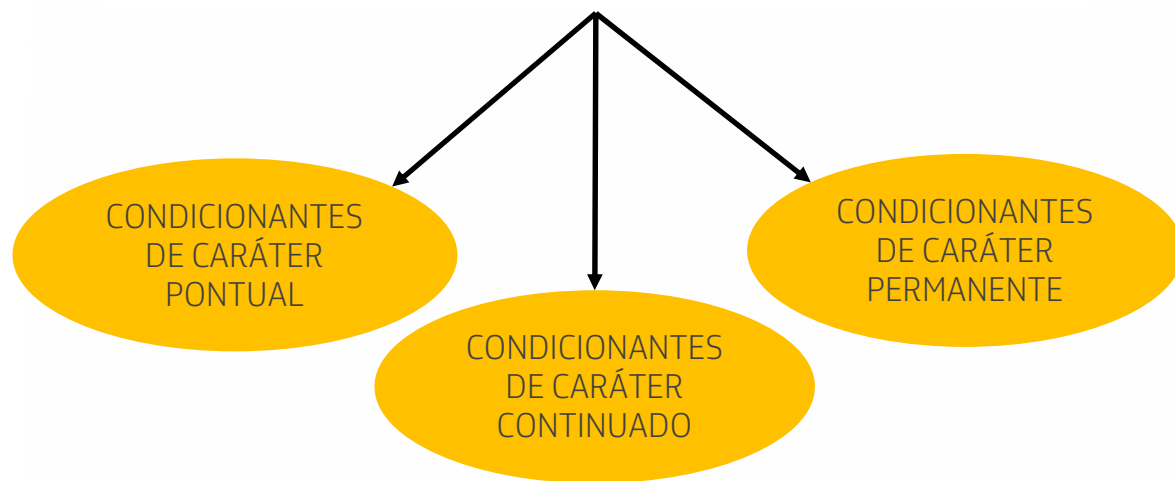 CONDICIONANTES
DE CARÁTER
PONTUAL
CONDICIONANTES
DE CARÁTER
CONTINUADO
CONDICIONANTES
DE CARÁTER
PERMANENTE